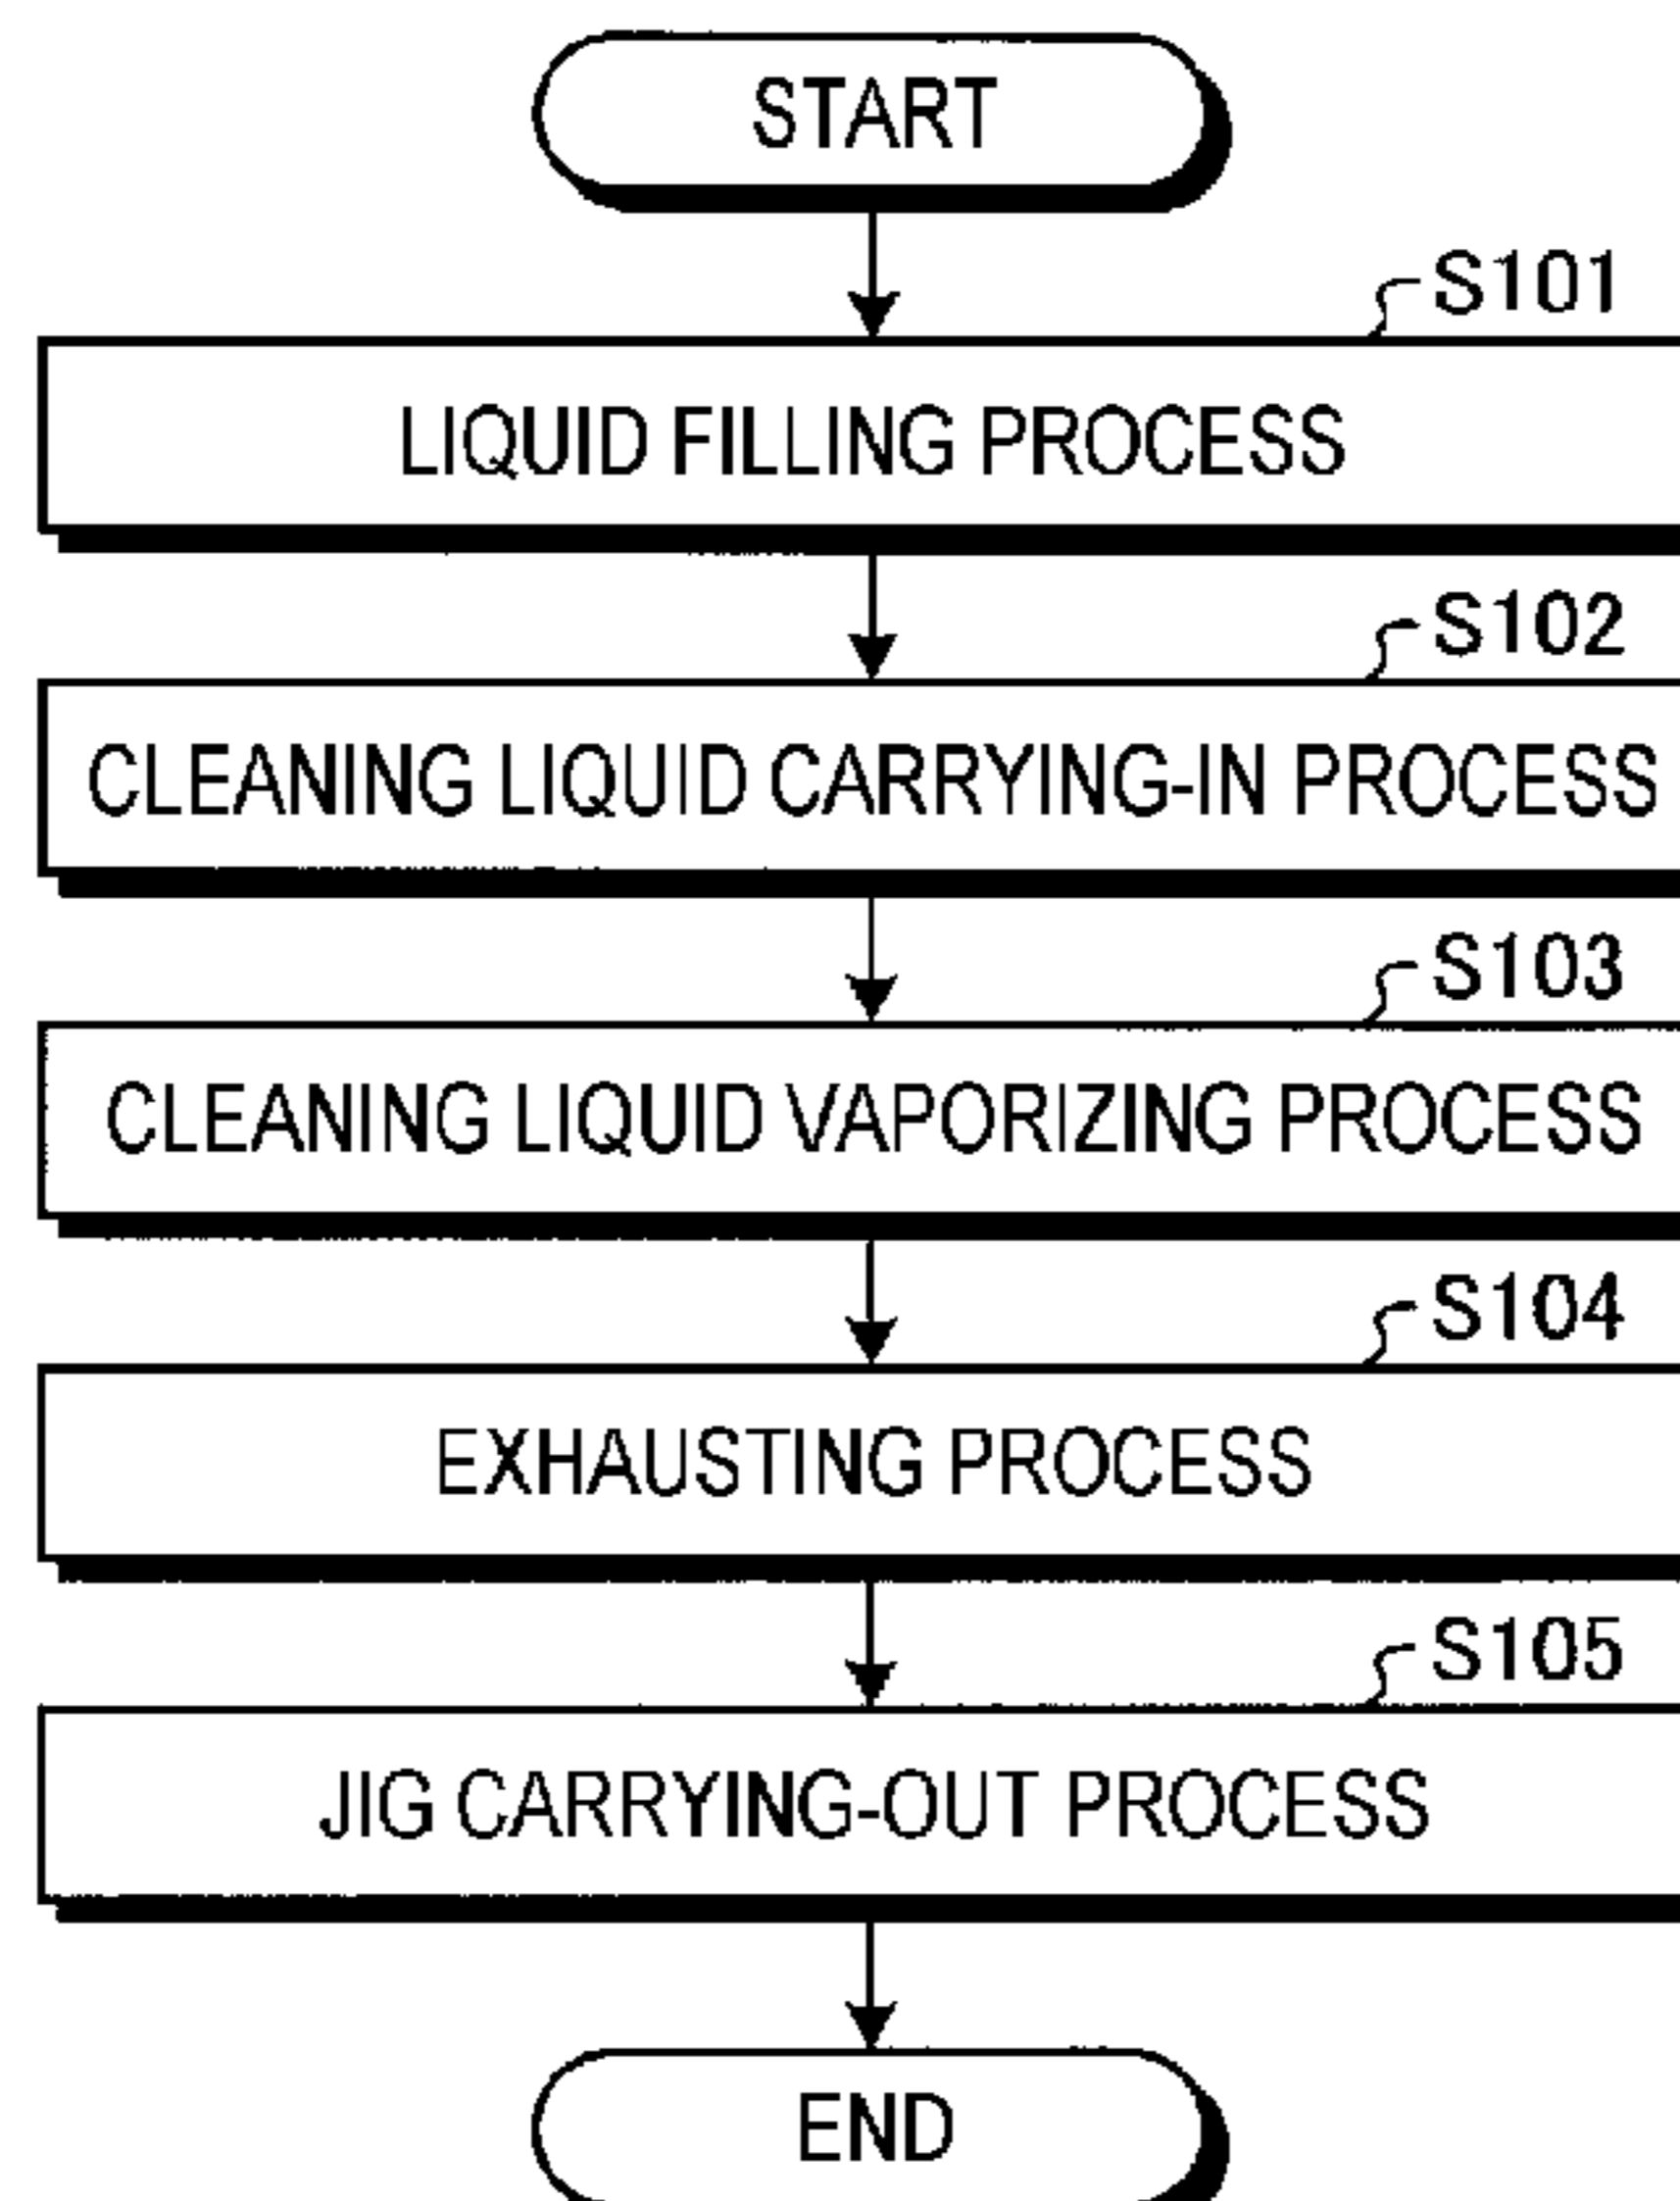 START
S101
LIQUID FILLING PROCESS
S102
CLEANING LIQUID CARRYING-IN PROCESS
S103
CLEANING LIQUID VAPORIZING PROCESS
S104
EXHAUSTING PROCESS
S105
JIG CARRYING-OUT PROCESS
END